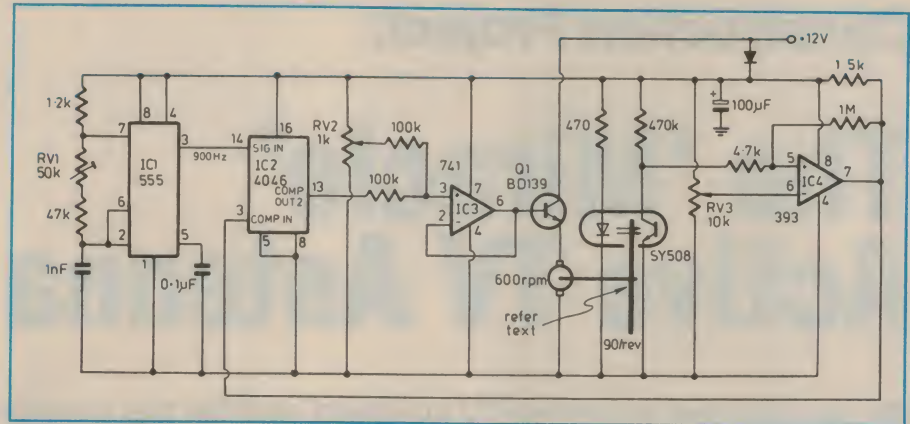 +12V
1·2k
8
4
7
RV1
50k
IC1
555
3
900Hz
14
16
SIG IN
IC2
4046
COMP
OUT2
13
3
COMP IN
5
8
47k
6
2
5
1
1nF
0·1µF
RV2
1k
100k
100k
741
3
7
IC3
2
6
4
Q1
BD139
600rpm
refer
text
90/rev
470
470k
SY508
+
100µF
1·5k
1M
4·7k
5
8
IC4
7
6
4
393
RV3
10k